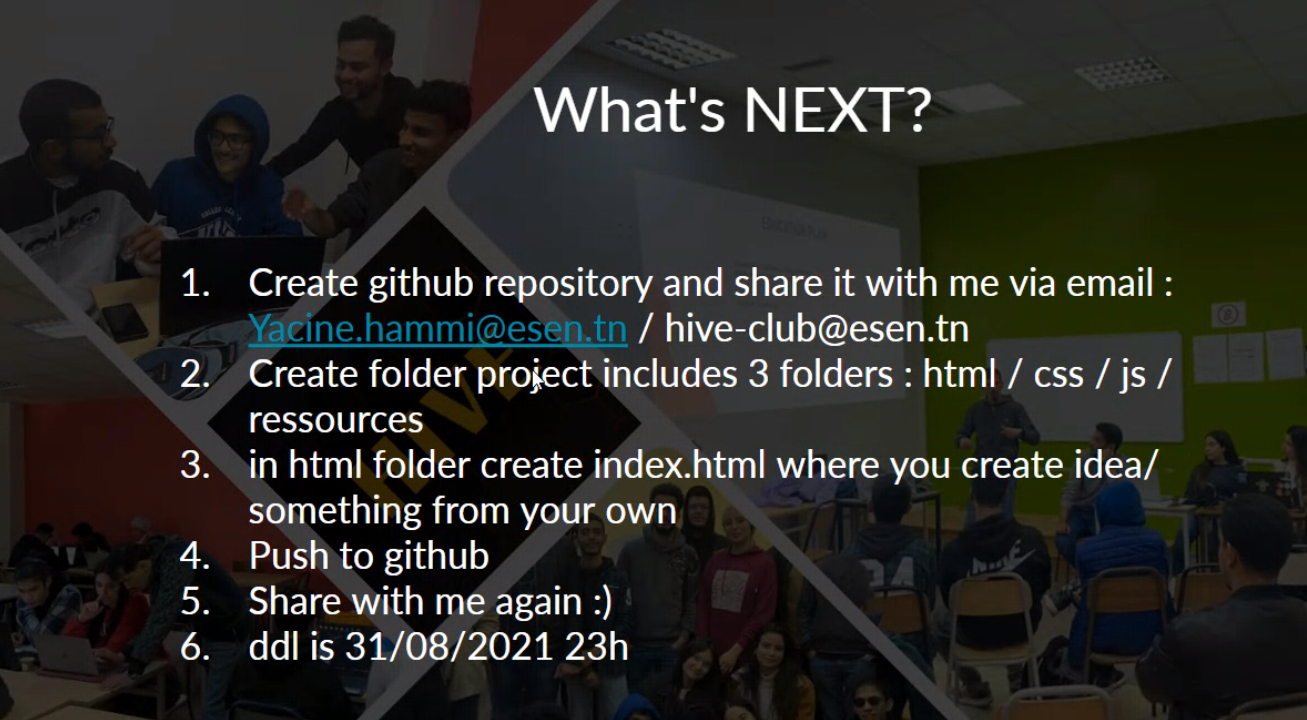 What's NEXT?
1. Create github repository and share it with me via email :
Yacine.hammi@esen.tn / hive-club@esen.tn
2. Create folder project includes 3 folders : html / css / js /
ressources
3. in html folder create index.html where you create idea/
something from your own
4. Push to github
5. Share with me again :)
6. ddl is 31/08/2021 23h
HIVE
EDUCATION PLAN